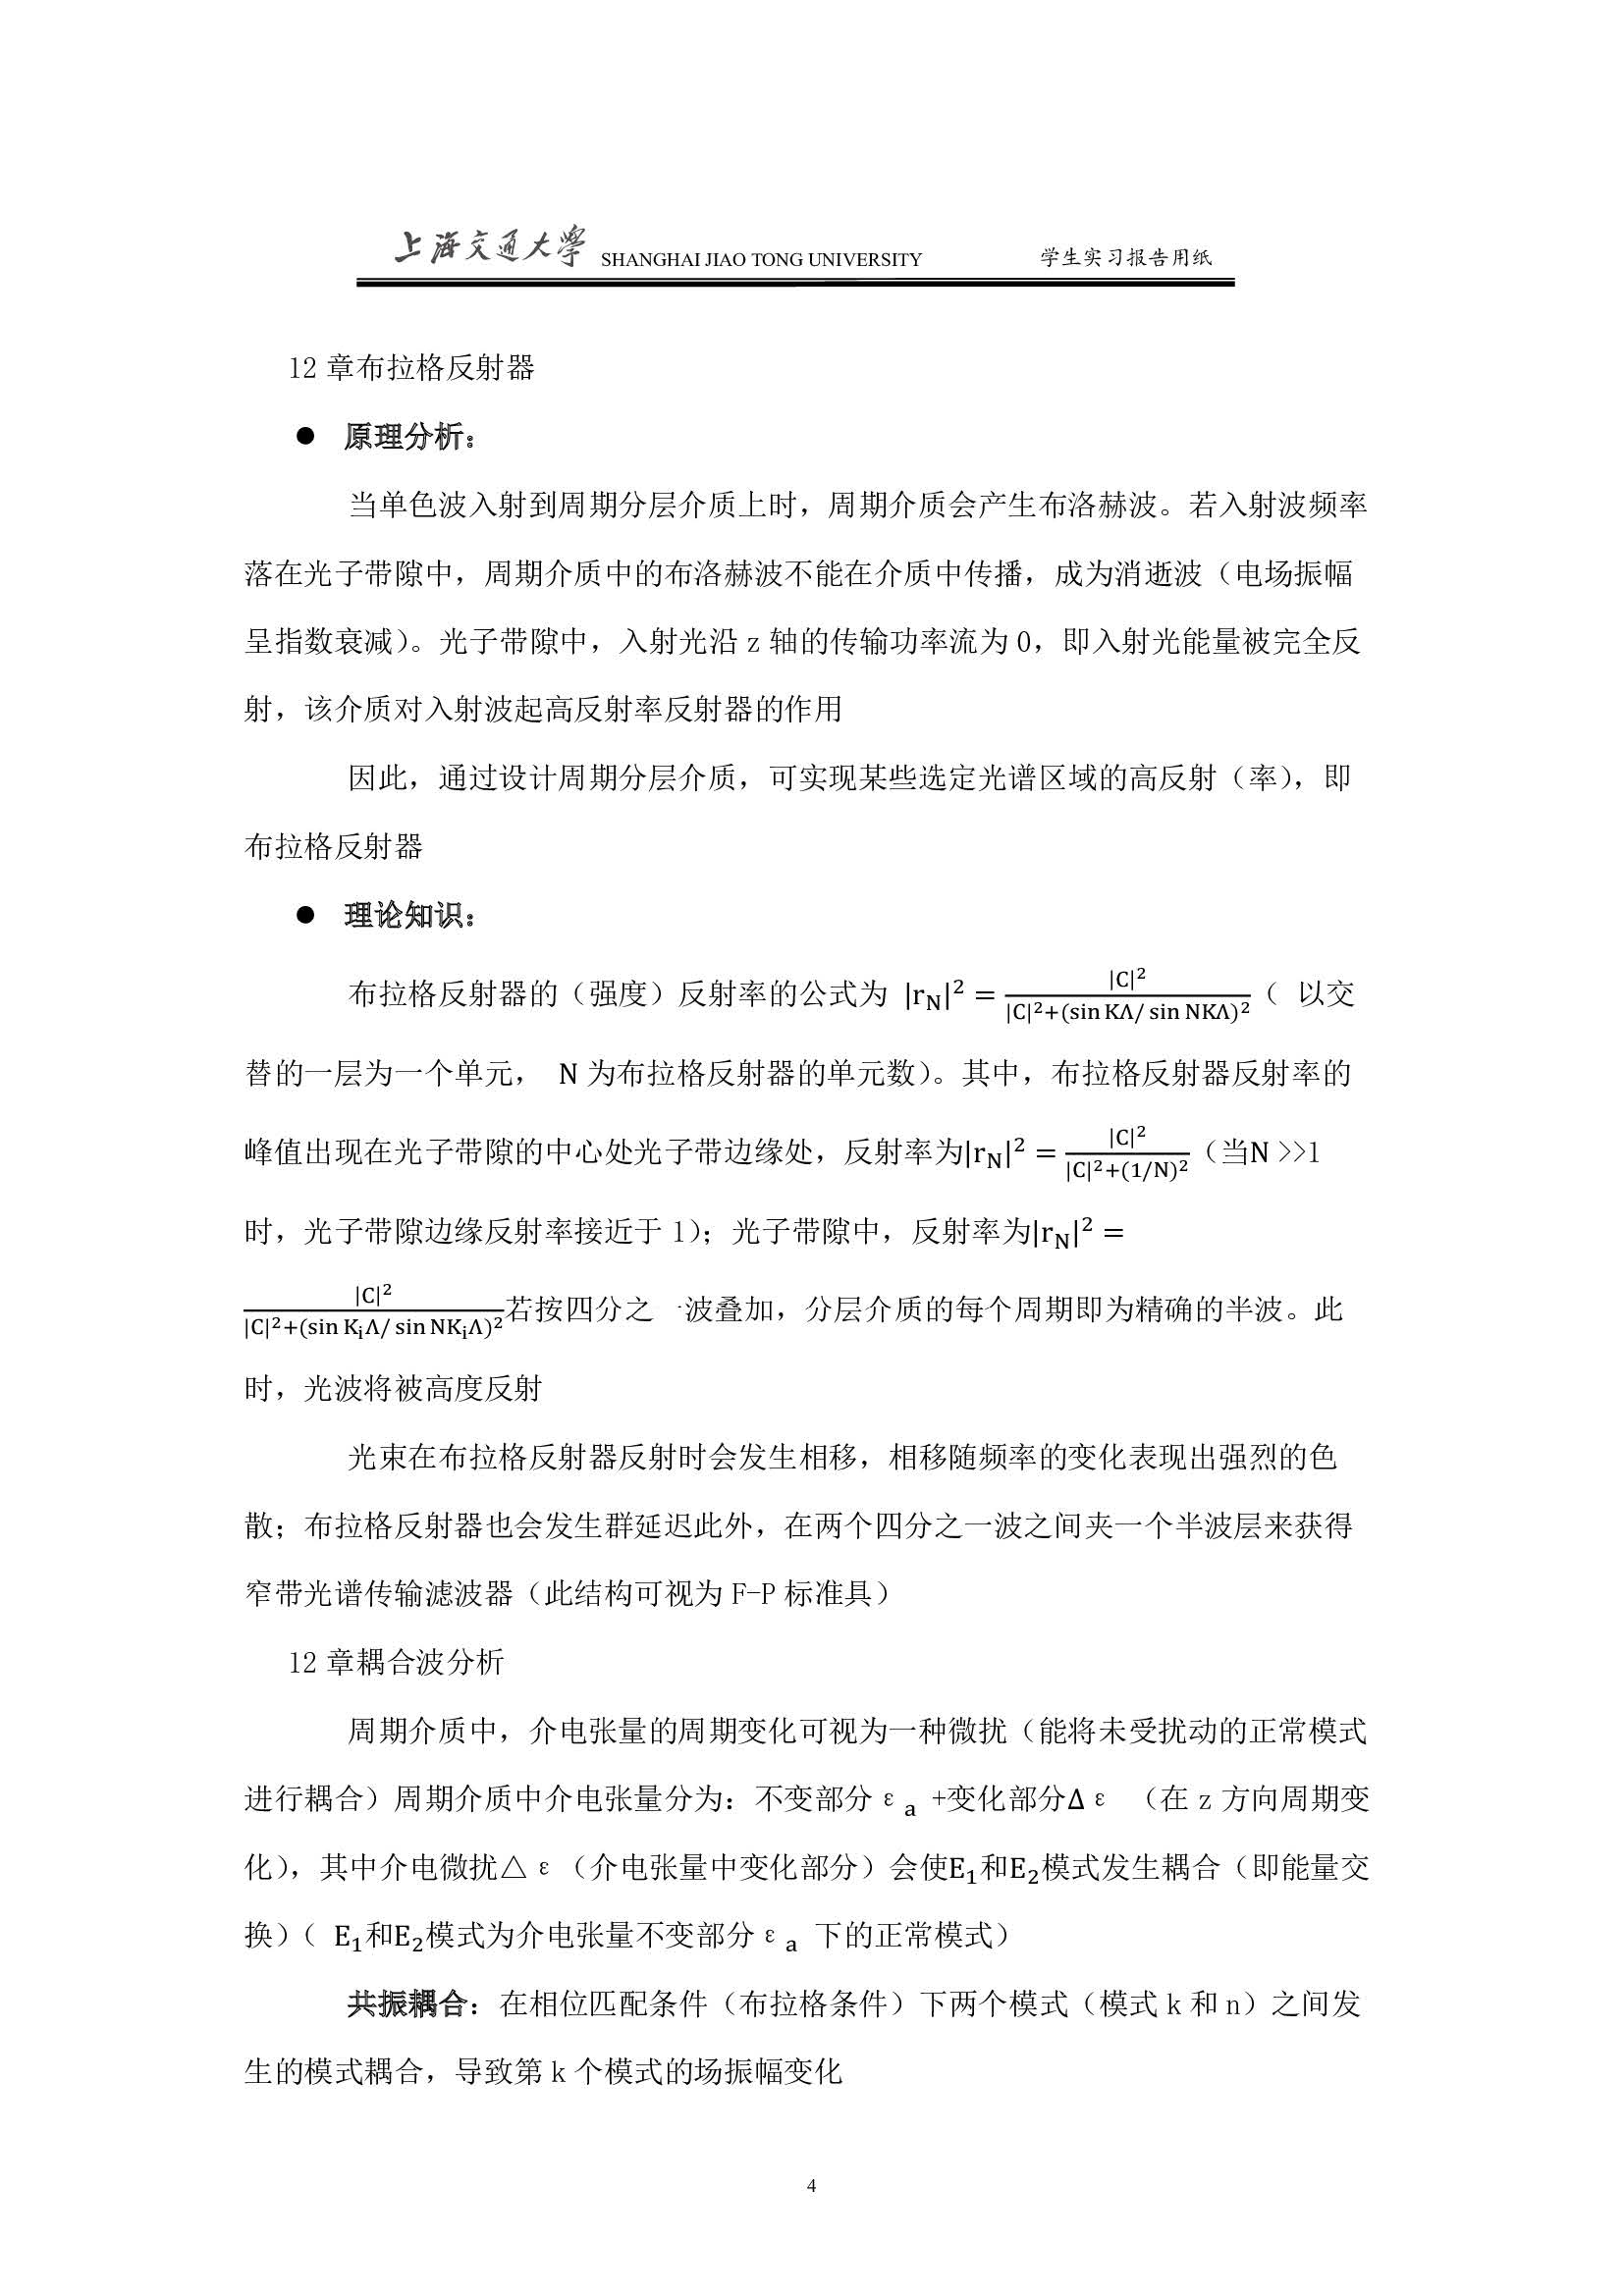 上海交通大學 SHANGHAI JIAO TONG UNIVERSITY 学生实习报告用纸
12 章布拉格反射器
● 原理分析：
当单色波入射到周期分层介质上时，周期介质会产生布洛赫波。若入射波频率
落在光子带隙中，周期介质中的布洛赫波不能在介质中传播，成为消逝波（电场振幅
呈指数衰减）。光子带隙中，入射光沿 z 轴的传输功率流为 0，即入射光能量被完全反
射，该介质对入射波起高反射率反射器的作用
因此，通过设计周期分层介质，可实现某些选定光谱区域的高反射（率），即
布拉格反射器
● 理论知识：
布拉格反射器的（强度）反射率的公式为 |r_N|² = |C|²/(|C|²+(sin KΛ/ sin NKΛ)²)（ 以交
替的一层为一个单元， N 为布拉格反射器的单元数）。其中，布拉格反射器反射率的
峰值出现在光子带隙的中心处光子带边缘处，反射率为|r_N|² = |C|²/(|C|²+(1/N)²)（当N >>1
时，光子带隙边缘反射率接近于 1）；光子带隙中，反射率为|r_N|² =
|C|²/(|C|²+(sin K_iΛ/ sin NK_iΛ)²)若按四分之一波叠加，分层介质的每个周期即为精确的半波。此
时，光波将被高度反射
光束在布拉格反射器反射时会发生相移，相移随频率的变化表现出强烈的色
散；布拉格反射器也会发生群延迟此外，在两个四分之一波之间夹一个半波层来获得
窄带光谱传输滤波器（此结构可视为 F-P 标准具）
12 章耦合波分析
周期介质中，介电张量的周期变化可视为一种微扰（能将未受扰动的正常模式
进行耦合）周期介质中介电张量分为：不变部分 ε_a +变化部分Δ ε （在 z 方向周期变
化），其中介电微扰△ ε（介电张量中变化部分）会使E₁和E₂模式发生耦合（即能量交
换）（ E₁和E₂模式为介电张量不变部分 ε_a 下的正常模式）
共振耦合：在相位匹配条件（布拉格条件）下两个模式（模式 k 和 n）之间发
生的模式耦合，导致第 k 个模式的场振幅变化
4